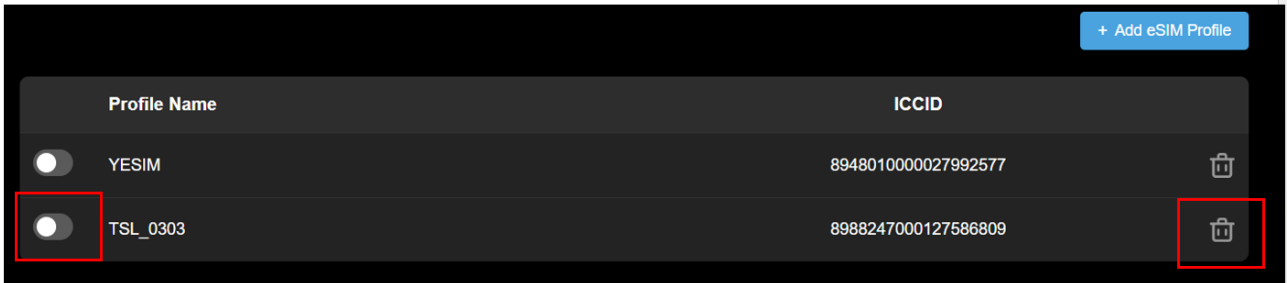 + Add eSIM Profile
Profile Name ICCID
YESIM 8948010000027992577
TSL_0303 8988247000127586809